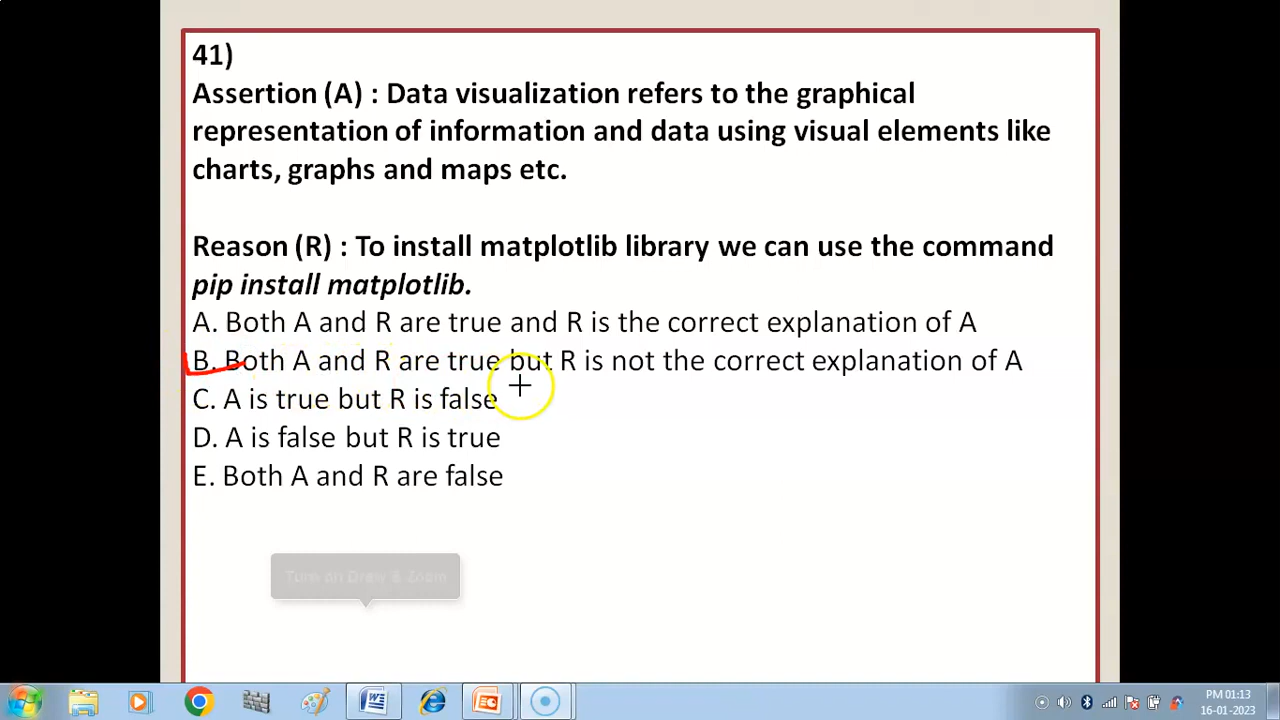 41)
Assertion (A) : Data visualization refers to the graphical
representation of information and data using visual elements like
charts, graphs and maps etc.
Reason (R) : To install matplotlib library we can use the command
pip install matplotlib.
A. Both A and R are true and R is the correct explanation of A
B. Both A and R are true but R is not the correct explanation of A
C. A is true but R is false
D. A is false but R is true
E. Both A and R are false
Turn on Draw & Zoom
PM 01:13
16-01-2023